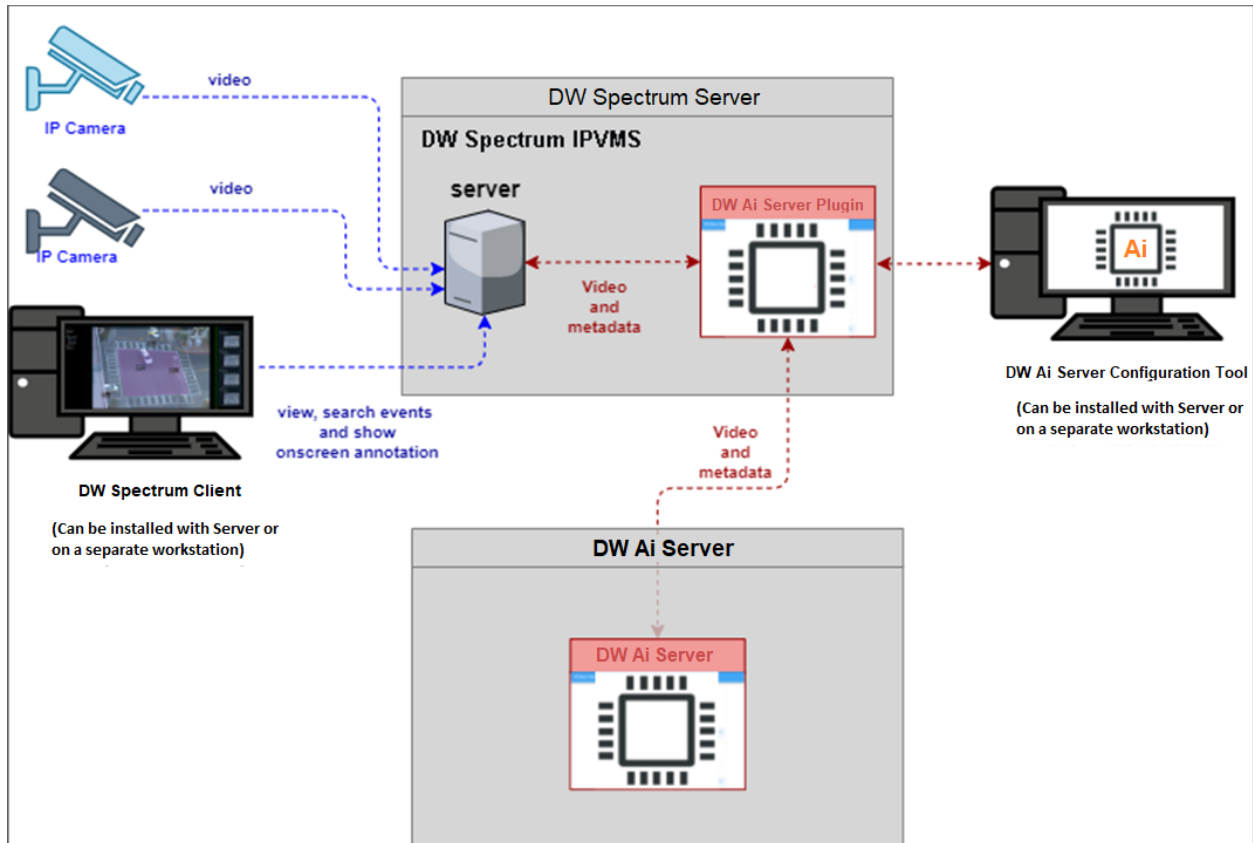 video
IP Camera
DW Spectrum Server
DW Spectrum IPVMS
video
IP Camera
server
DW Ai Server Plugin
Video
and
metadata
Ai
DW Ai Server Configuration Tool
(Can be installed with Server or
on a separate workstation)
view, search events
and show
onscreen annotation
DW Spectrum Client
(Can be installed with Server or
on a separate workstation)
Video
and
metadata
DW Ai Server
DW Ai Server